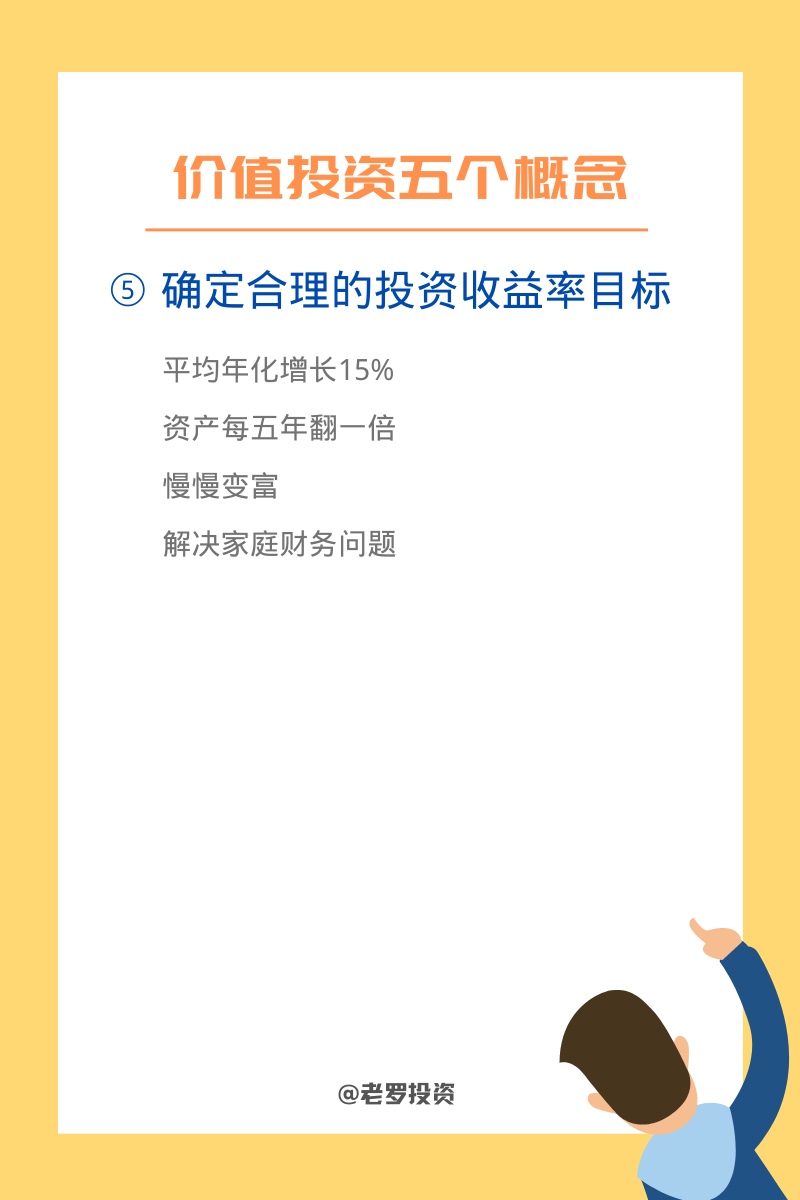 价值投资五个概念
⑤ 确定合理的投资收益率目标
平均年化增长15%
资产每五年翻一倍
慢慢变富
解决家庭财务问题
@老罗投资